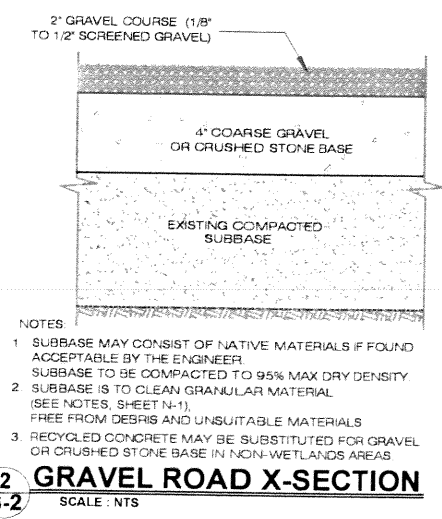 2" GRAVEL COURSE (1/8"
TO 1/2" SCREENED GRAVEL)
4" COARSE GRAVEL
OR CRUSHED STONE BASE
EXISTING COMPACTED
SUBBASE
NOTES:
1 SUBBASE MAY CONSIST OF NATIVE MATERIALS IF FOUND
ACCEPTABLE BY THE ENGINEER.
SUBBASE TO BE COMPACTED TO 95% MAX DRY DENSITY.
2. SUBBASE IS TO CLEAN GRANULAR MATERIAL
(SEE NOTES, SHEET N-1),
FREE FROM DEBRIS AND UNSUITABLE MATERIALS
3. RECYCLED CONCRETE MAY BE SUBSTITUTED FOR GRAVEL
OR CRUSHED STONE BASE IN NON-WETLANDS AREAS.
2 GRAVEL ROAD X-SECTION
-2 SCALE : NTS